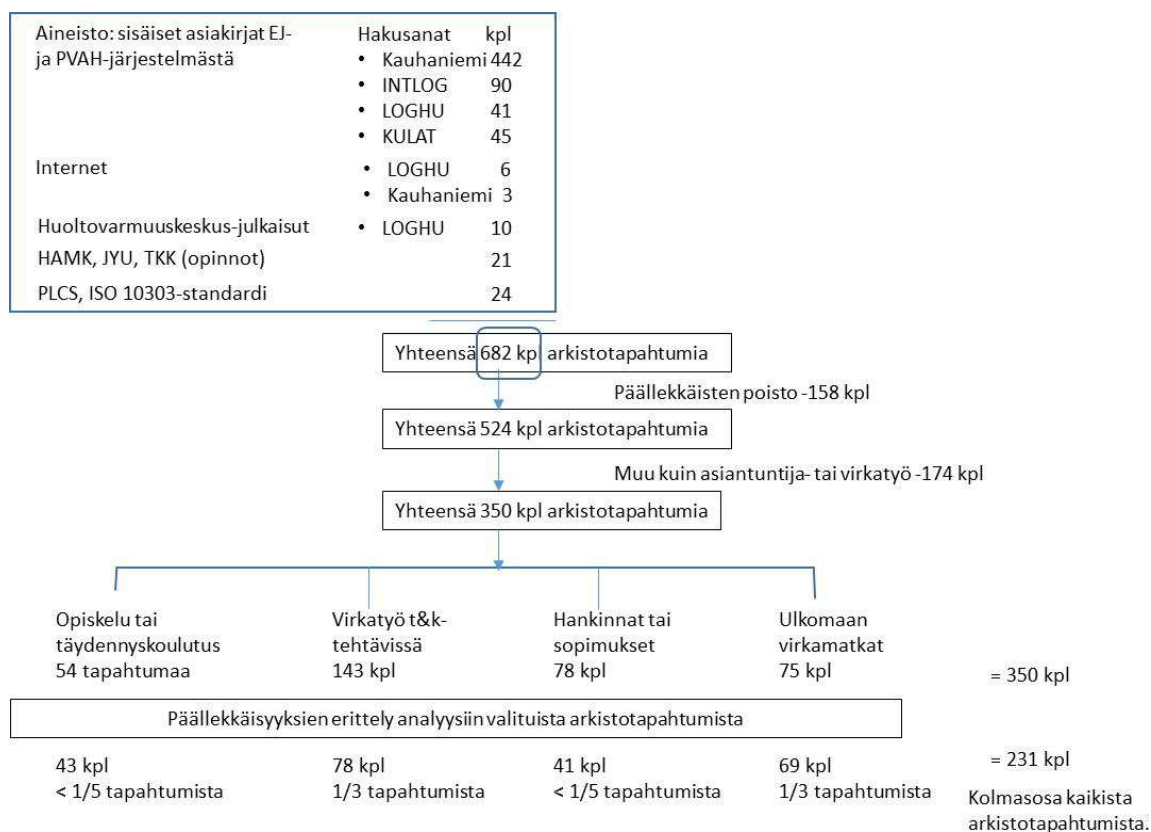 Aineisto: sisäiset asiakirjat EJ- Hakusanat kpl
ja PVAH-järjestelmästä • Kauhaniemi 442
• INTLOG 90
• LOGHU 41
• KULAT 45
Internet • LOGHU 6
• Kauhaniemi 3
Huoltovarmuuskeskus-julkaisut • LOGHU 10
HAMK, JYU, TKK (opinnot) 21
PLCS, ISO 10303-standardi 24
Yhteensä 682 kpl arkistotapahtumia
Päällekkäisten poisto -158 kpl
Yhteensä 524 kpl arkistotapahtumia
Muu kuin asiantuntija- tai virkatyö -174 kpl
Yhteensä 350 kpl arkistotapahtumia
Opiskelu tai Virkatyö t&k- Hankinnat tai Ulkomaan
täydennyskoulutus tehtävissä sopimukset virkamatkat
54 tapahtumaa 143 kpl 78 kpl 75 kpl = 350 kpl
Päällekkäisyyksien erittely analyysiin valituista arkistotapahtumista
43 kpl 78 kpl 41 kpl 69 kpl = 231 kpl
< 1/5 tapahtumista 1/3 tapahtumista < 1/5 tapahtumista 1/3 tapahtumista
Kolmasosa kaikista
arkistotapahtumista.